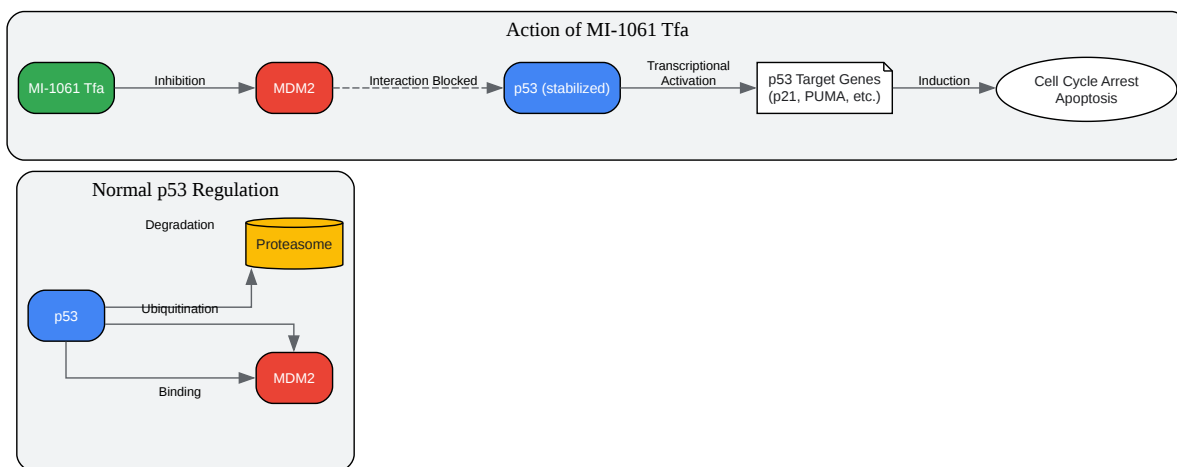 Action of MI-1061 Tfa
MI-1061 Tfa
Inhibition
MDM2
Interaction Blocked
p53 (stabilized)
Transcriptional
Activation
p53 Target Genes
(p21, PUMA, etc.)
Induction
Cell Cycle Arrest
Apoptosis
Normal p53 Regulation
Degradation
Proteasome
p53
Ubiquitination
MDM2
Binding